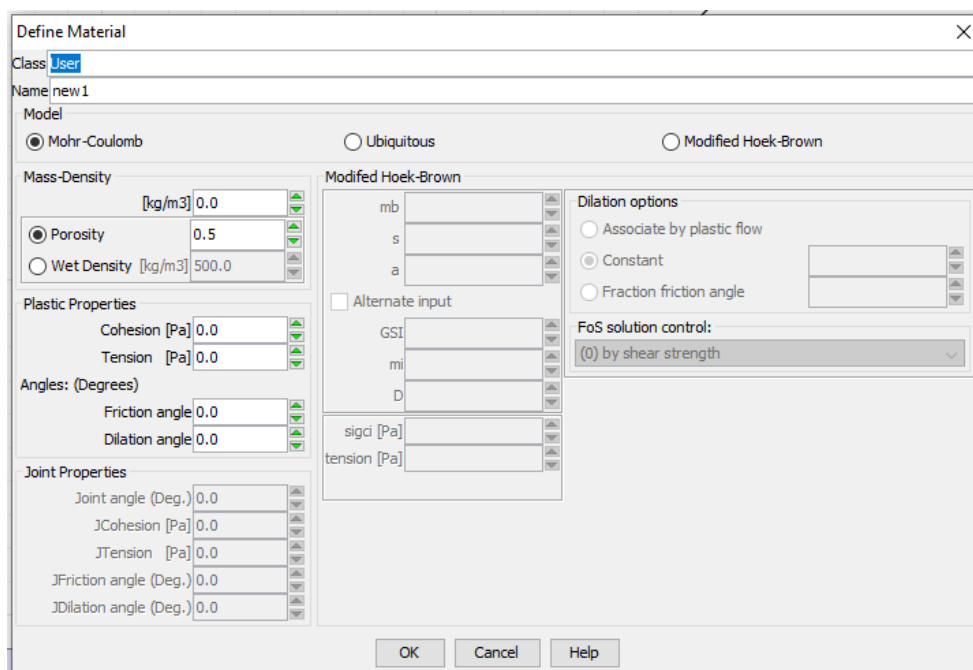 Define Material
Class User
Name new1
Model
Mohr-Coulomb Ubiquitous Modified Hoek-Brown
Mass-Density
[kg/m3] 0.0
Porosity 0.5
Wet Density [kg/m3] 500.0
Plastic Properties
Cohesion [Pa] 0.0
Tension [Pa] 0.0
Angles: (Degrees)
Friction angle 0.0
Dilation angle 0.0
Joint Properties
Joint angle (Deg.) 0.0
JCohesion [Pa] 0.0
JTension [Pa] 0.0
JFriction angle (Deg.) 0.0
JDilation angle (Deg.) 0.0
Modifed Hoek-Brown
mb
s
a
Alternate input
GSI
mi
D
sigci [Pa]
tension [Pa]
Dilation options
Associate by plastic flow
Constant
Fraction friction angle
FoS solution control:
(0) by shear strength
OK Cancel Help